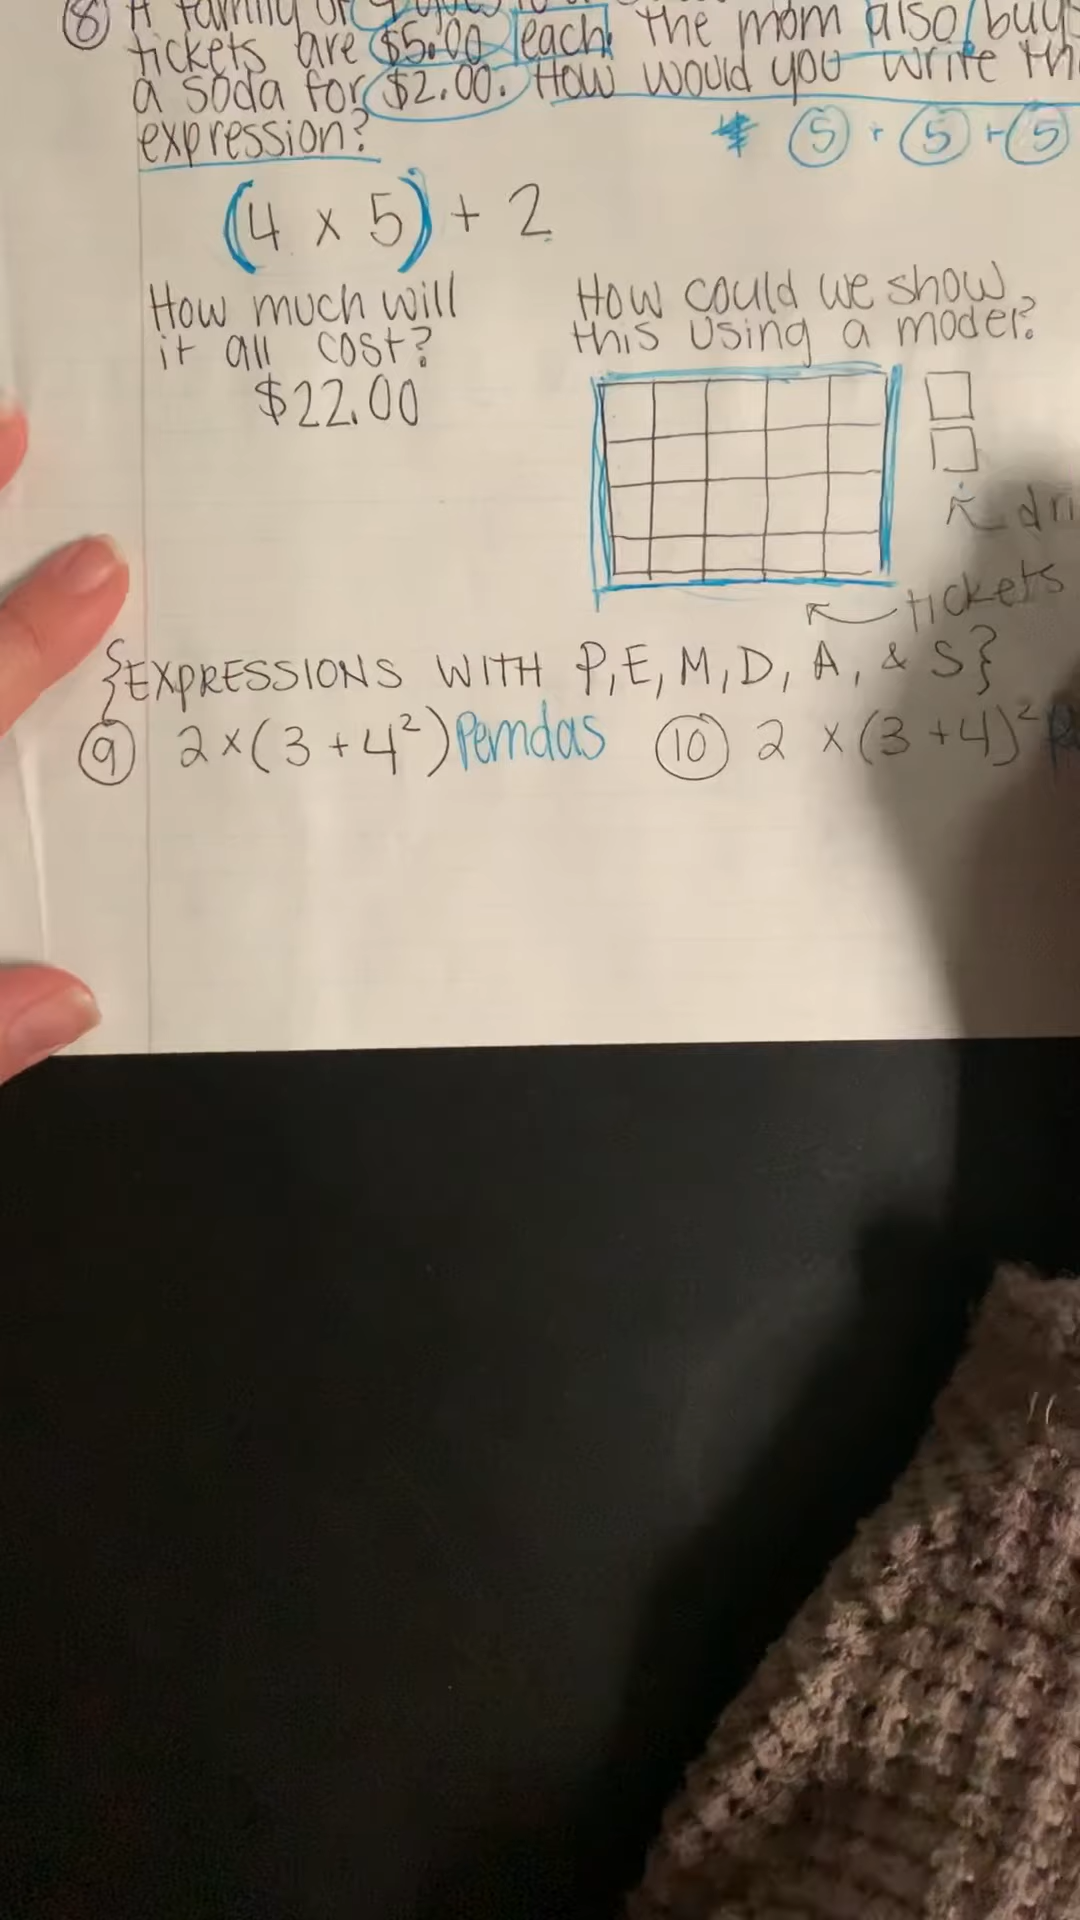 ⑧ A family of 4
tickets are $5.00 each. The mom also buys
a soda for $2.00. How would you write
expression?
5 + 5 + 5
(4 x 5) + 2
How much will
it all cost?
$22.00
How could we show
this using a model?
tickets
{EXPRESSIONS WITH P, E, M, D, A, & S}
⑨ 2 x (3 + 4²) Pemdas
⑩ 2 x (3 + 4)²